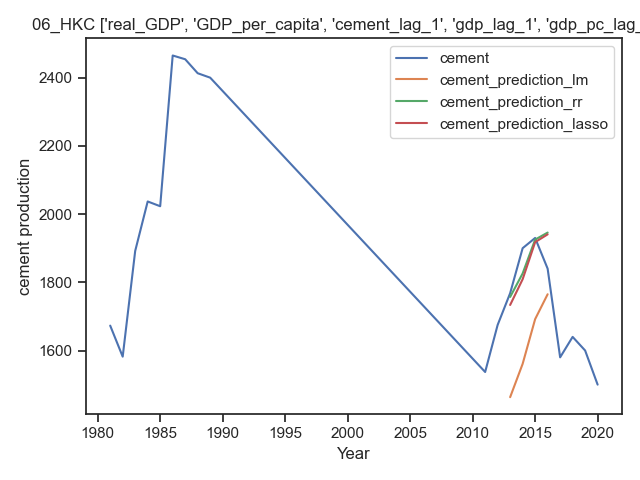 06_HKC ['real_GDP', 'GDP_per_capita', 'cement_lag_1', 'gdp_lag_1', 'gdp_pc_lag_
cement
cement_prediction_lm
cement_prediction_rr
cement_prediction_lasso
cement production
2400
2200
2000
1800
1600
1980
1985
1990
1995
2000
2005
2010
2015
2020
Year